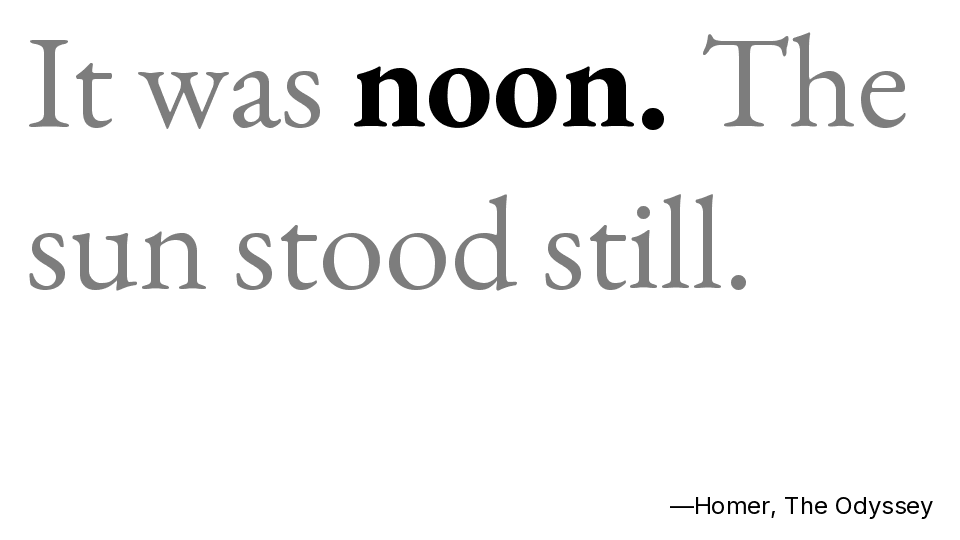 It was noon. The
sun stood still.
—Homer, The Odyssey